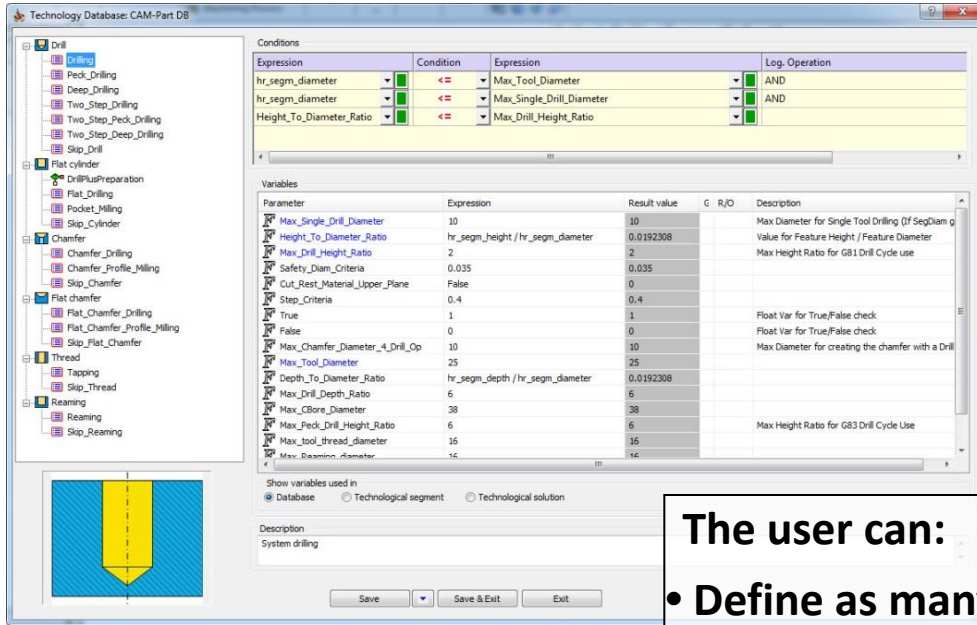 Technology Database: CAM-Part DB
Drill
Drilling
Peck_Drilling
Deep_Drilling
Two_Step_Drilling
Two_Step_Peck_Drilling
Two_Step_Deep_Drilling
Skip_Drill
Flat cylinder
DrillPlusPreparation
Flat_Drilling
Pocket_Milling
Skip_Cylinder
Chamfer
Chamfer_Drilling
Chamfer_Profile_Milling
Skip_Chamfer
Flat chamfer
Flat_Chamfer_Drilling
Flat_Chamfer_Profile_Milling
Skip_Flat_Chamfer
Thread
Tapping
Skip_Thread
Reaming
Reaming
Skip_Reaming
Conditions
Expression Condition Expression Log. Operation
hr_segm_diameter <= Max_Tool_Diameter AND
hr_segm_diameter <= Max_Single_Drill_Diameter AND
Height_To_Diameter_Ratio <= Max_Drill_Height_Ratio
Variables
Parameter Expression Result value G R/O Description
Max_Single_Drill_Diameter 10 10 Max Diameter for Single Tool Drilling (If SegDiam g
Height_To_Diameter_Ratio hr_segm_height / hr_segm_diameter 0.0192308 Value for Feature Height / Feature Diameter
Max_Drill_Height_Ratio 2 2 Max Height Ratio for G81 Drill Cycle use
Safety_Diam_Criteria 0.035 0.035
Cut_Rest_Material_Upper_Plane False 0
Step_Criteria 0.4 0.4
True 1 1 Float Var for True/False check
False 0 0 Float Var for True/False check
Max_Chamfer_Diameter_4_Drill_Op 10 10 Max Diameter for creating the chamfer with a Drill
Max_Tool_Diameter 25 25
Depth_To_Diameter_Ratio hr_segm_depth / hr_segm_diameter 0.0192308
Max_Drill_Depth_Ratio 6 6
Max_CBore_Diameter 38 38
Max_Peck_Drill_Height_Ratio 6 6 Max Height Ratio for G83 Drill Cycle Use
Max_tool_thread_diameter 16 16
Max_Reaming_diameter 16 16
Show variables used in
Database Technological segment Technological solution
Description
System drilling
Save Save & Exit Exit
The user can:
• Define as man